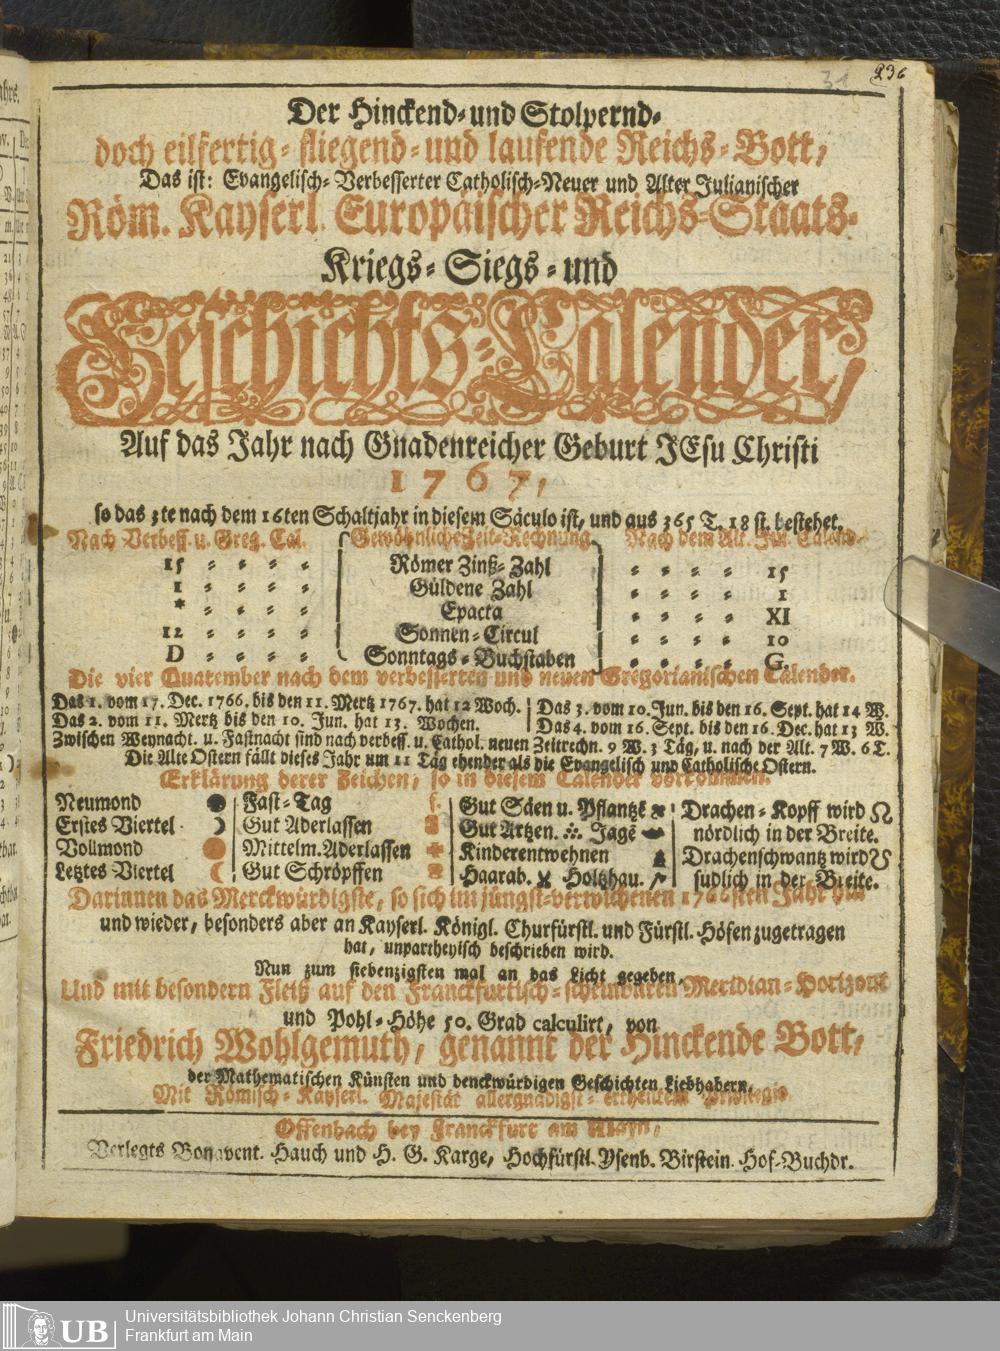 31 236
Der Hinckend- und Stolpernd-
doch eilfertig- fliegend- und laufende Reichs-Bott,
Das ist: Evangelisch-Verbesserter Catholisch-Neuer und Alter Julianischer
Röm. Kayserl. Europäischer Reichs-Staats-
Kriegs-Siegs-und
Geschichts-Calender,
Auf das Jahr nach Gnadenreicher Geburt JEsu Christi
1767,
so das 3te nach dem 16ten Schaltjahr in diesem Säculo ist, und aus 365 T. 18 st. bestehet.
Nach Verbess. u. Greg. Cal. Gewöhnliche Zeit-Rechnung Nach dem Alt. Jul. Caland.
15 Römer Zinß-Zahl 15
1 Güldene Zahl 1
* Epacta XI
12 Sonnen-Circul 10
D Sonntags-Buchstaben G.
Die vier Quatember nach dem verbesserten und neuen Gregorianischen Calender.
Das 1. vom 17. Dec. 1766. bis den 11. Mertz 1767. hat 12 Woch. Das 3. vom 10. Jun. bis den 16. Sept. hat 14 W.
Das 2. vom 11. Mertz bis den 10. Jun. hat 13. Wochen. Das 4. vom 16. Sept. bis den 16. Dec. hat 13 W.
Zwischen Weynacht. u. Fastnacht sind nach verbess. u. Cathol. neuen Zeitrechn. 9 W. 3 Täg, u. nach der Alt. 7 W. 6 T.
Die Alte Ostern fällt dieses Jahr um 11 Täg ehender als die Evangelisch und Catholische Ostern.
Erklärung derer Zeichen, so in diesem Calender vorkommen.
Neumond Fast-Tag Gut Säen u. Pflantzē Drachen-Kopff wird ☊
Erstes Viertel Gut Aderlassen Gut Artzen. Jagē nördlich in der Breite.
Vollmond Mittelm. Aderlassen Kinderentwehnen Drachenschwantz wird ☋
Letztes Viertel Gut Schröpffen Haarab. Holtzhau. südlich in der Breite.
Darinnen das Merckwürdigste, so sich im jüngst-verwichenen 1766sten Jahr hin
und wieder, besonders aber an Kayserl. Königl. Churfürstl. und Fürstl. Höfen zugetragen
hat, unpartheyisch beschrieben wird.
Nun zum siebenzigsten mal an das Licht gegeben,
Und mit besondern Fleiß auf den Franckfurtisch-scheinbaren Meridian-Horizont
und Pohl-Höhe 50. Grad calculirt, von
Friedrich Wohlgemuth, genannt der Hinckende Bott,
der Mathematischen Künsten und denckwürdigen Geschichten Liebhabern.
Mit Römisch-Kayserl. Majestät allergnädigst-ertheiltem Privilegio.
Offenbach bey Franckfurt am Mayn,
Verlegts Bonavent. Hauch und H. G. Karge, Hochfürstl. Ysenb. Birstein. Hof-Buchdr.
UB
Universitätsbibliothek Johann Christian Senckenberg
Frankfurt am Main